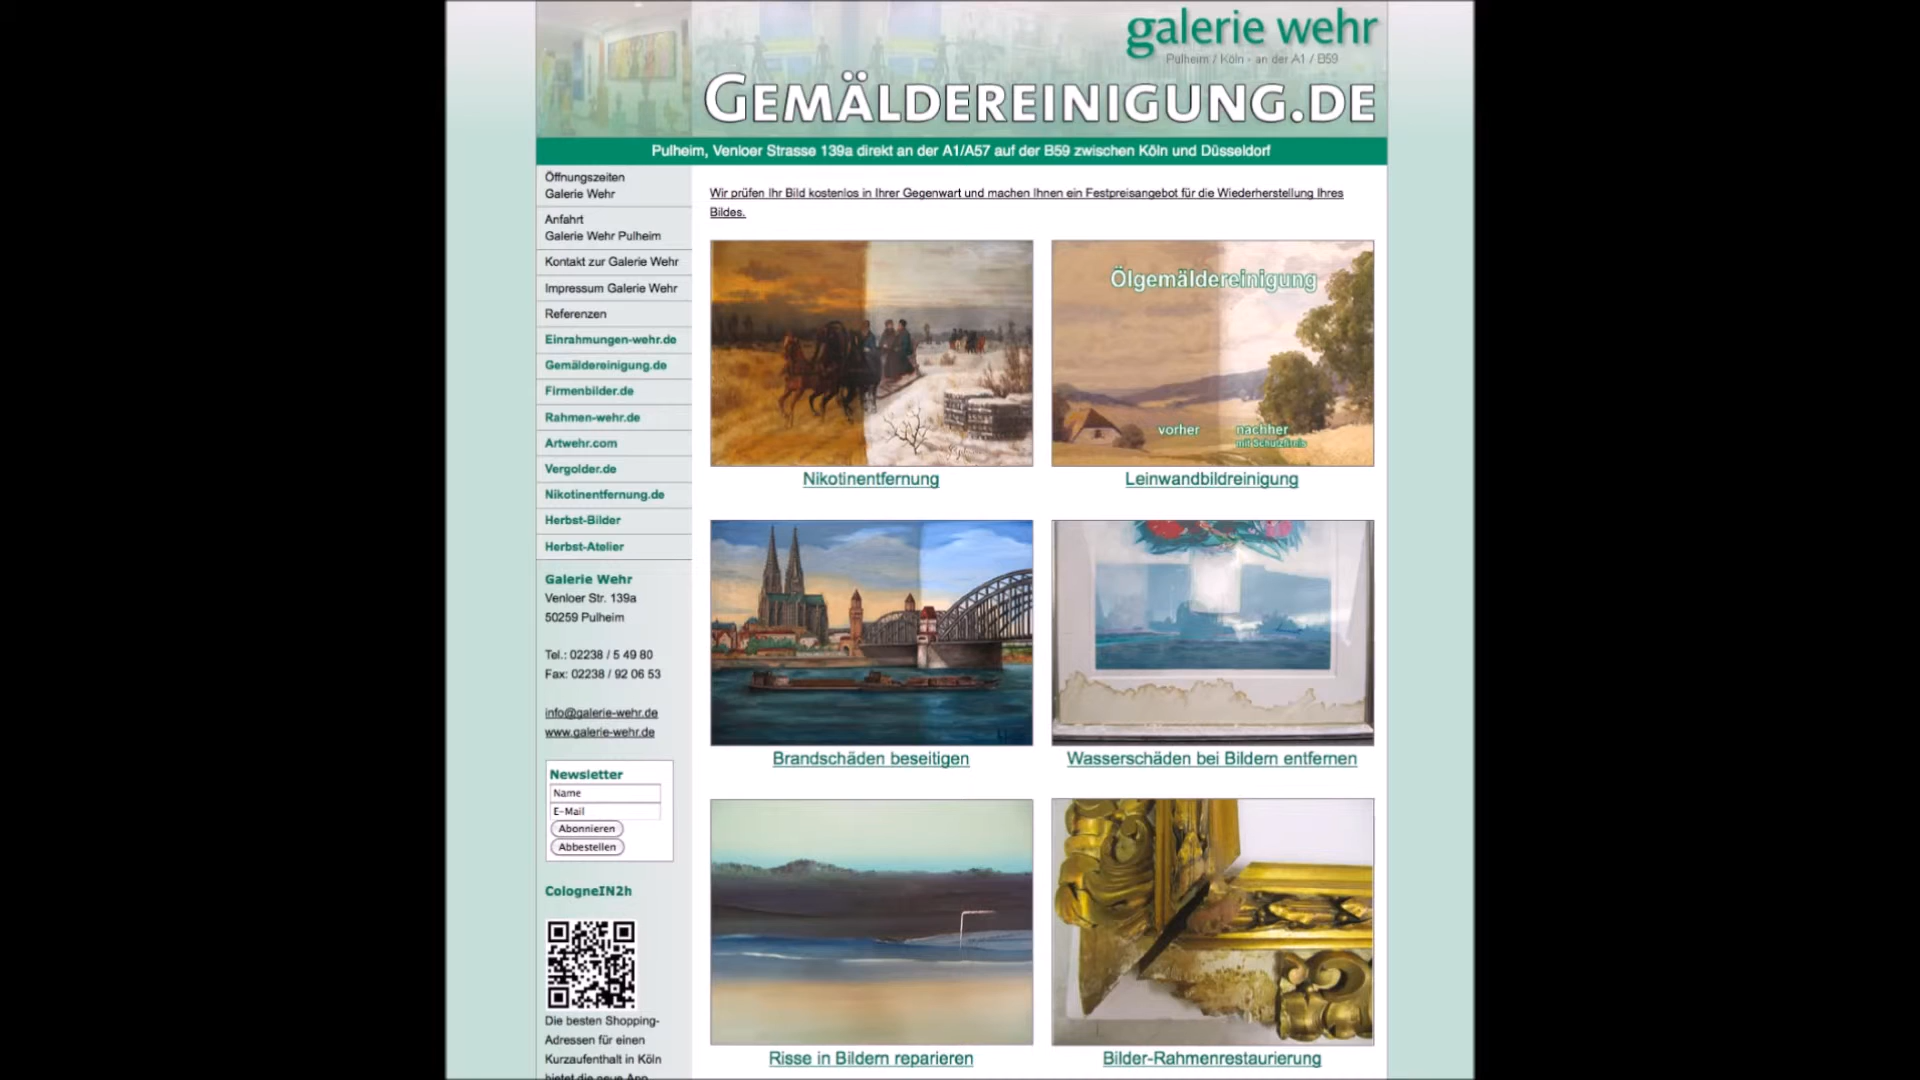 galerie wehr
Pulheim / Köln - an der A1 / B59
GEMÄLDEREINIGUNG.DE
Pulheim, Venloer Strasse 139a direkt an der A1/A57 auf der B59 zwischen Köln und Düsseldorf
Öffnungszeiten
Galerie Wehr
Anfahrt
Galerie Wehr Pulheim
Kontakt zur Galerie Wehr
Impressum Galerie Wehr
Referenzen
Einrahmungen-wehr.de
Gemäldereinigung.de
Firmenbilder.de
Rahmen-wehr.de
Artwehr.com
Vergolder.de
Nikotinentfernung.de
Herbst-Bilder
Herbst-Atelier
Galerie Wehr
Venloer Str. 139a
50259 Pulheim
Tel.: 02238 / 5 49 80
Fax: 02238 / 92 06 53
info@galerie-wehr.de
www.galerie-wehr.de
Newsletter
Name
E-Mail
Abonnieren
Abbestellen
CologneIN2h
Die besten Shopping-
Adressen für einen
Kurzaufenthalt in Köln
bietet die neue App
Wir prüfen Ihr Bild kostenlos in Ihrer Gegenwart und machen Ihnen ein Festpreisangebot für die Wiederherstellung Ihres
Bildes.
Nikotinentfernung
Ölgemäldereinigung
vorher nachher
mit Schutzfirnis
Leinwandbildreinigung
Brandschäden beseitigen
Wasserschäden bei Bildern entfernen
Risse in Bildern reparieren
Bilder-Rahmenrestaurierung